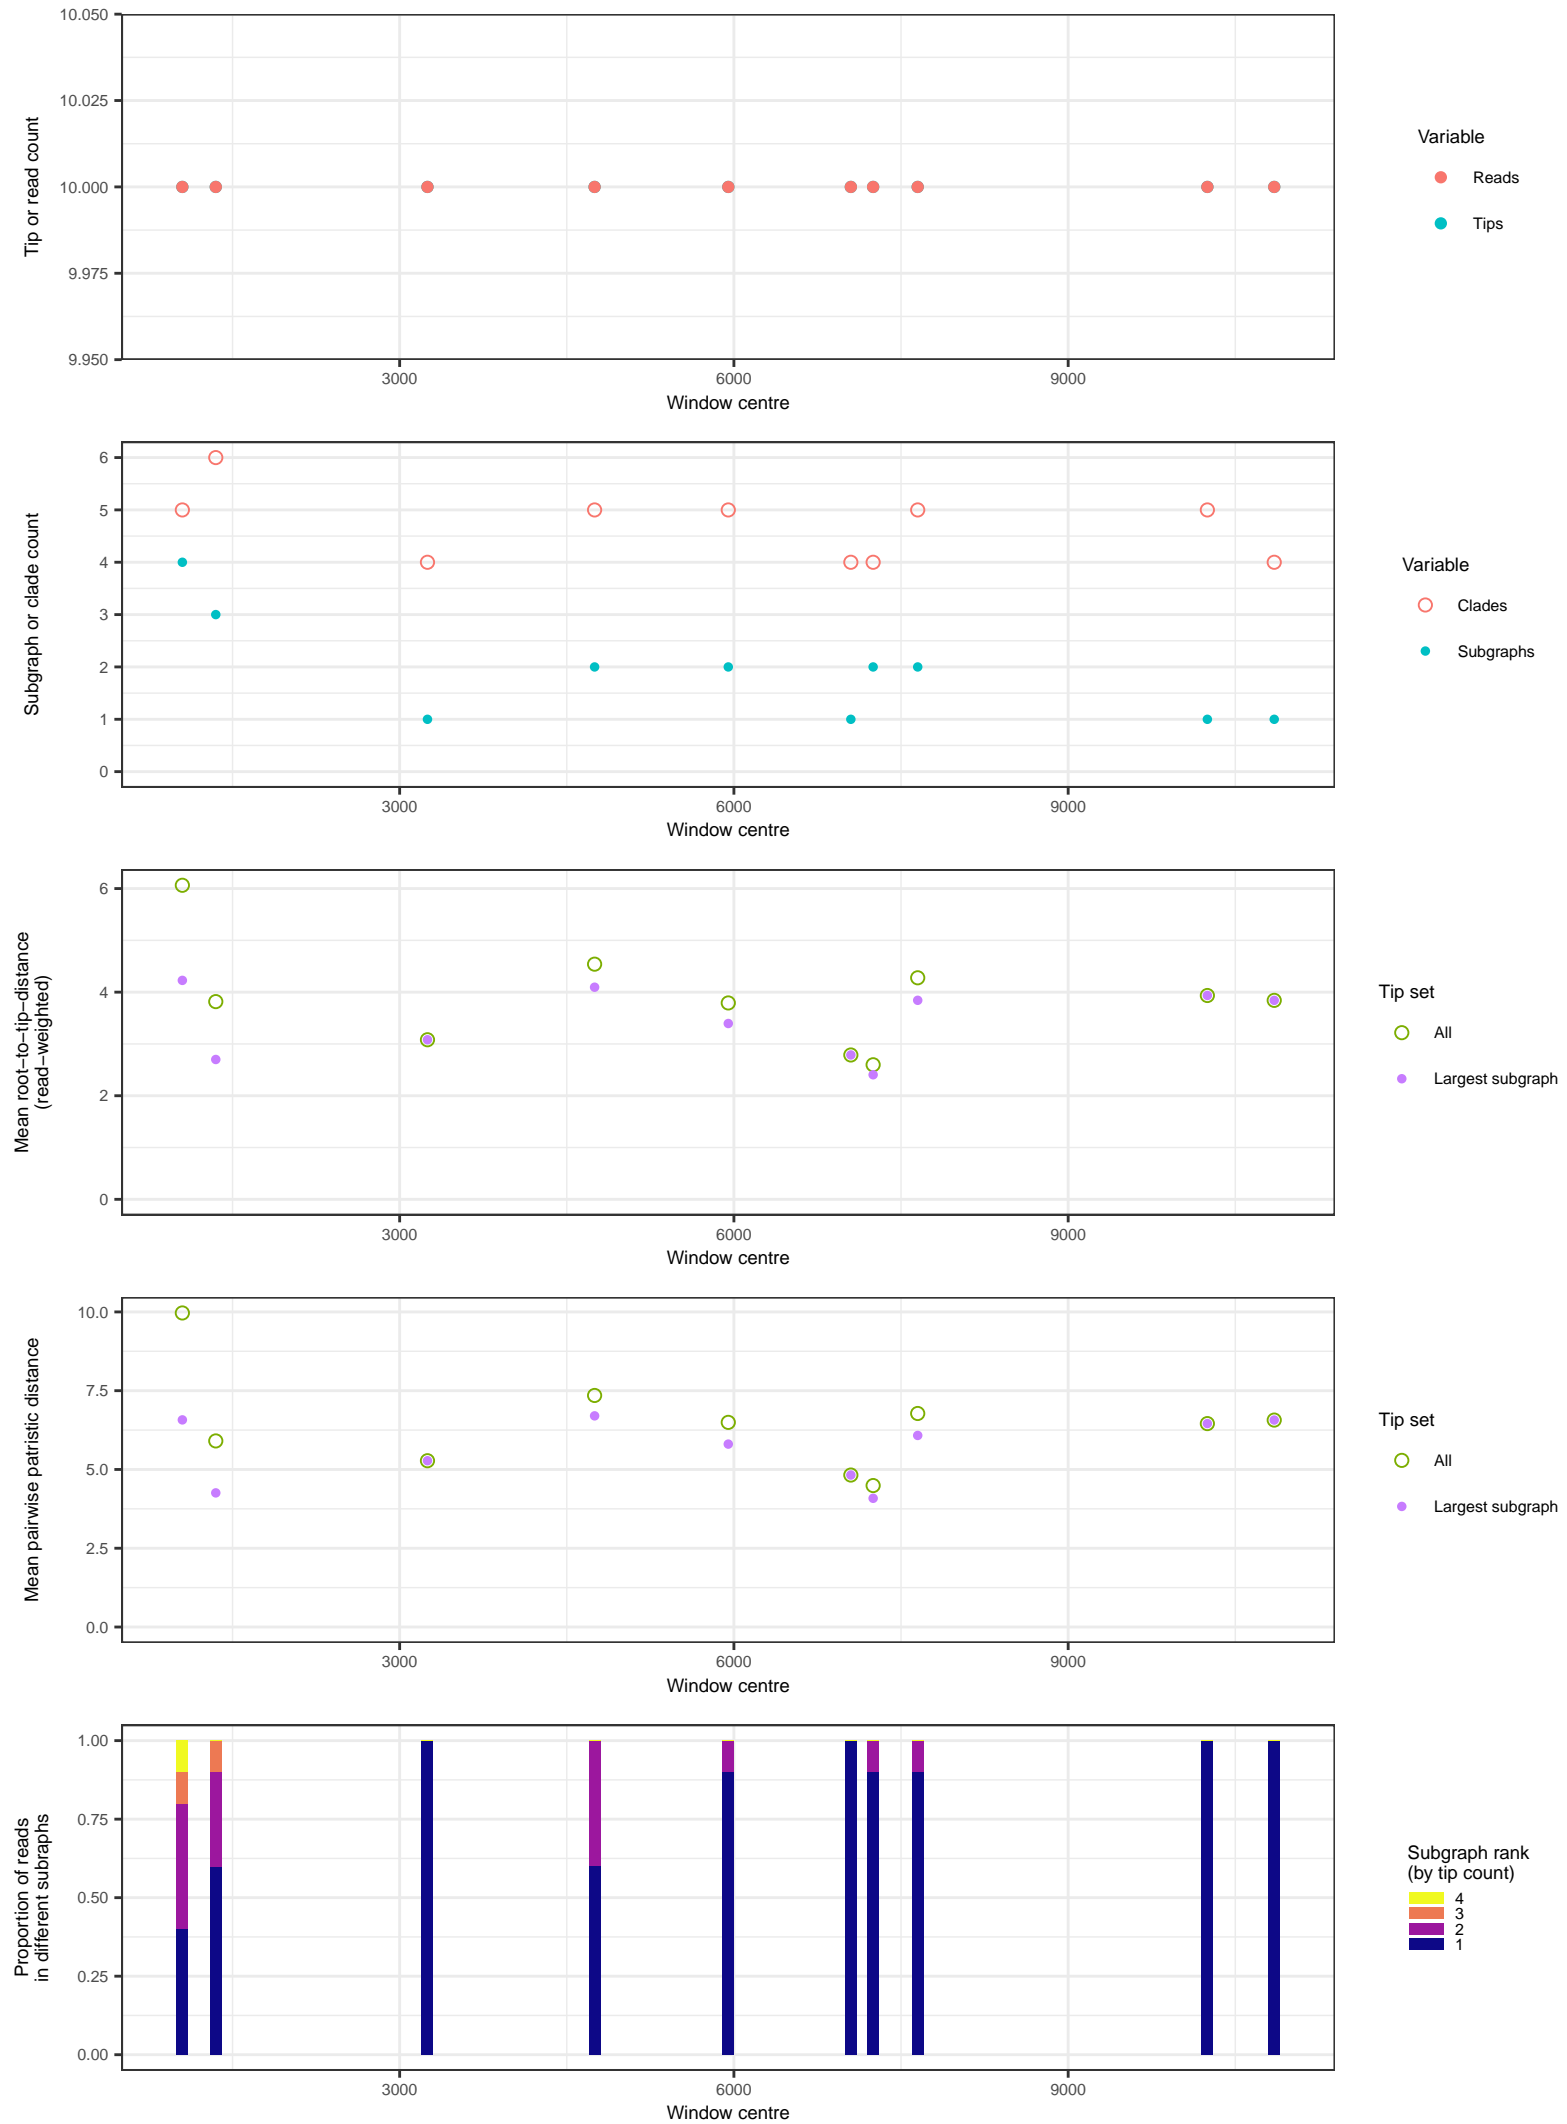 10.050
10.025
10.000
9.975
9.950
Tip or read count
3000 6000 9000
Window centre
Variable
Reads
Tips
6
5
4
3
2
1
0
Subgraph or clade count
3000 6000 9000
Window centre
Variable
Clades
Subgraphs
6
4
2
0
Mean root−to−tip−distance
(read−weighted)
3000 6000 9000
Window centre
Tip set
All
Largest subgraph
10.0
7.5
5.0
2.5
0.0
Mean pairwise patristic distance
3000 6000 9000
Window centre
Tip set
All
Largest subgraph
1.00
0.75
0.50
0.25
0.00
Proportion of reads
in different subraphs
3000 6000 9000
Window centre
Subgraph rank
(by tip count)
4
3
2
1